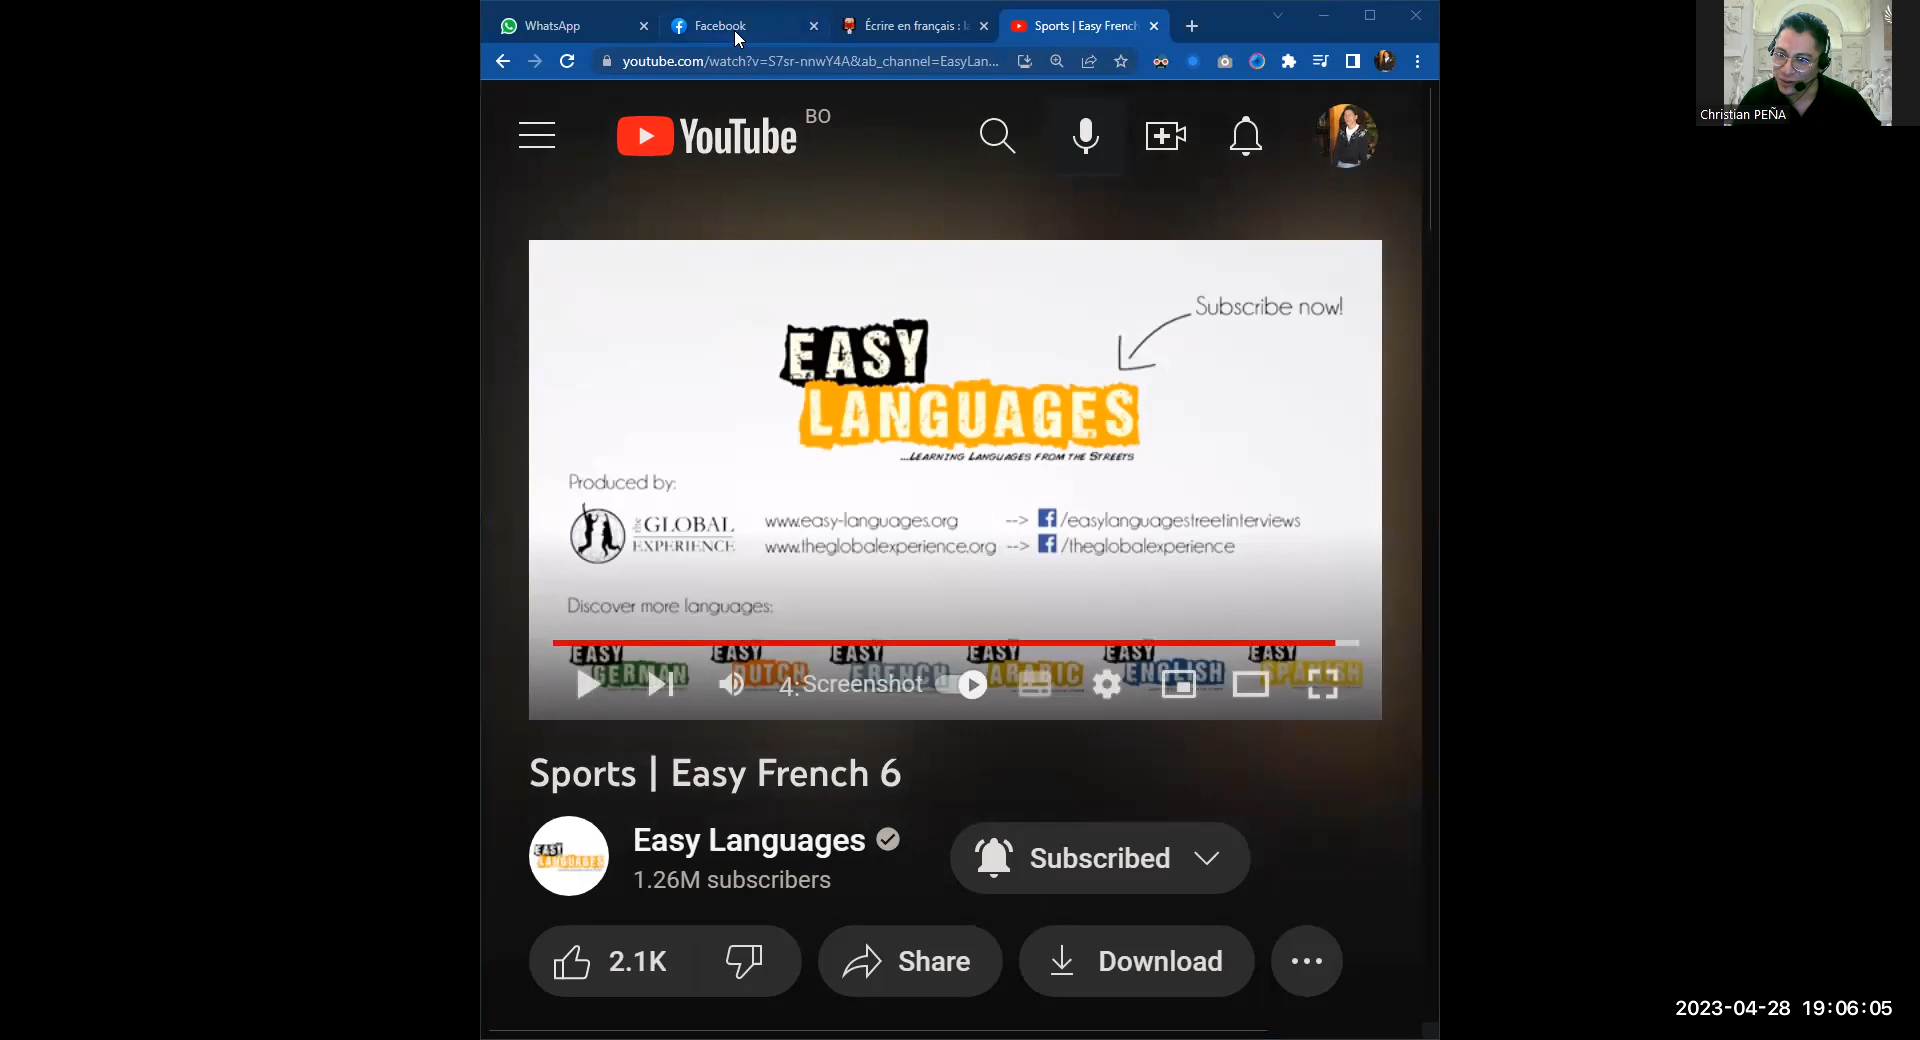 WhatsApp
Facebook
Écrire en français : la
Sports | Easy French
youtube.com/watch?v=S7sr-nnwY4A&ab_channel=EasyLan...
Christian PEÑA
YouTube BO
Subscribe now!
EASY
LANGUAGES
...LEARNING LANGUAGES FROM THE STREETS
Produced by:
the GLOBAL
EXPERIENCE
www.easy-languages.org --> /easylanguagestreetinterviews
www.theglobalexperience.org --> /theglobalexperience
Discover more languages:
EASY GERMAN
EASY DUTCH
EASY FRENCH
EASY ARABIC
EASY ENGLISH
EASY SPANISH
4: Screenshot
Sports | Easy French 6
EASY
LANGUAGES
Easy Languages
1.26M subscribers
Subscribed
2.1K
Share
Download
2023-04-28 19:06:05